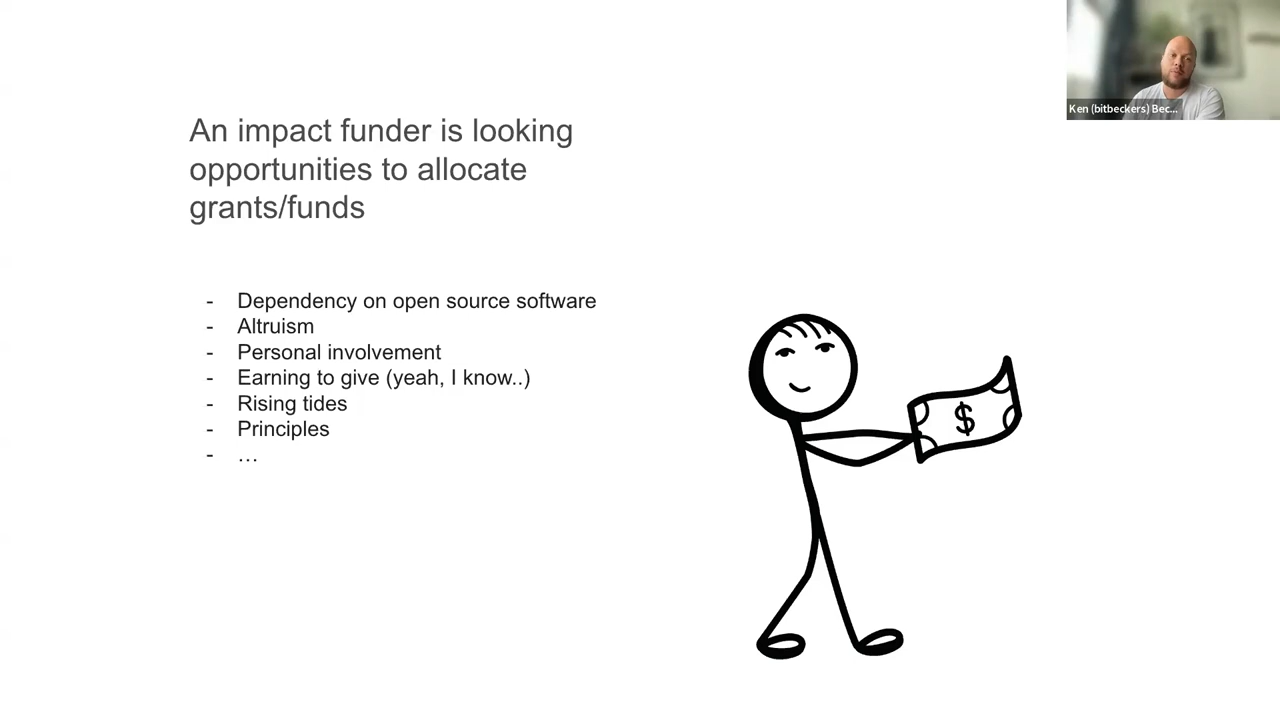 An impact funder is looking
opportunities to allocate
grants/funds
- Dependency on open source software
- Altruism
- Personal involvement
- Earning to give (yeah, I know..)
- Rising tides
- Principles
- …
$
Ken (bitbeckers) Bec...